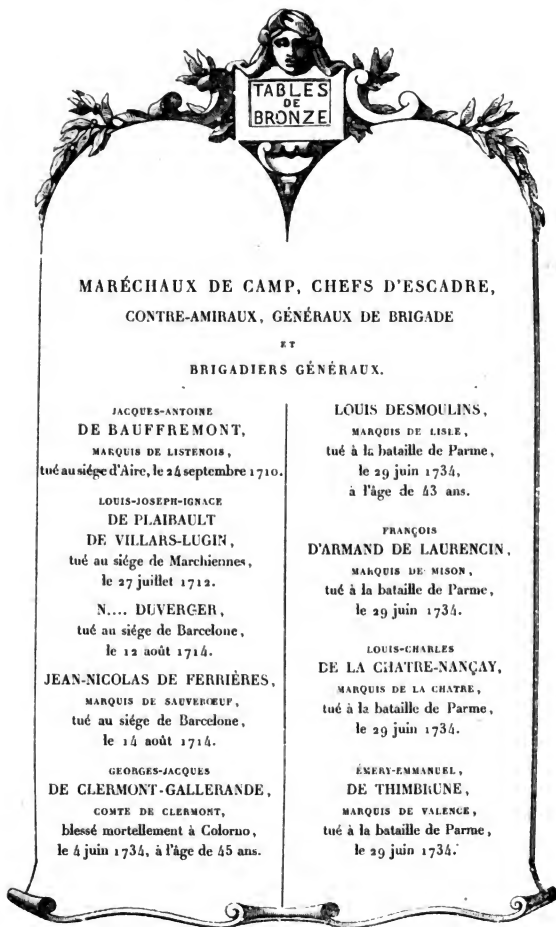 TABLES
DE
BRONZE
MARÉCHAUX DE CAMP, CHEFS D'ESCADRE,
CONTRE-AMIRAUX, GÉNÉRAUX DE BRIGADE
ET
BRIGADIERS GÉNÉRAUX.
JACQUES-ANTOINE
DE BAUFFREMONT,
MARQUIS DE LISTENOIS,
tué au siége d'Aire, le 24 septembre 1710.
LOUIS-JOSEPH-IGNACE
DE PLAIBAULT
DE VILLARS-LUGIN,
tué au siége de Marchiennes,
le 27 juillet 1712.
N.... DUVERGER,
tué au siége de Barcelone,
le 12 août 1714.
JEAN-NICOLAS DE FERRIÈRES,
MARQUIS DE SAUVEBŒUF,
tué au siége de Barcelone,
le 14 août 1714.
GEORGES-JACQUES
DE CLERMONT-GALLERANDE,
COMTE DE CLERMONT,
blessé mortellement à Colorno,
le 4 juin 1734, à l'âge de 45 ans.
LOUIS DESMOULINS,
MARQUIS DE LISLE,
tué à la bataille de Parme,
le 29 juin 1734,
à l'âge de 43 ans.
FRANÇOIS
D'ARMAND DE LAURENCIN,
MARQUIS DE MISON,
tué à la bataille de Parme,
le 29 juin 1734.
LOUIS-CHARLES
DE LA CHATRE-NANÇAY,
MARQUIS DE LA CHATRE,
tué à la bataille de Parme,
le 29 juin 1734.
ÉMERY-EMMANUEL,
DE THIMBRUNE,
MARQUIS DE VALENCE,
tué à la bataille de Parme,
le 29 juin 1734.